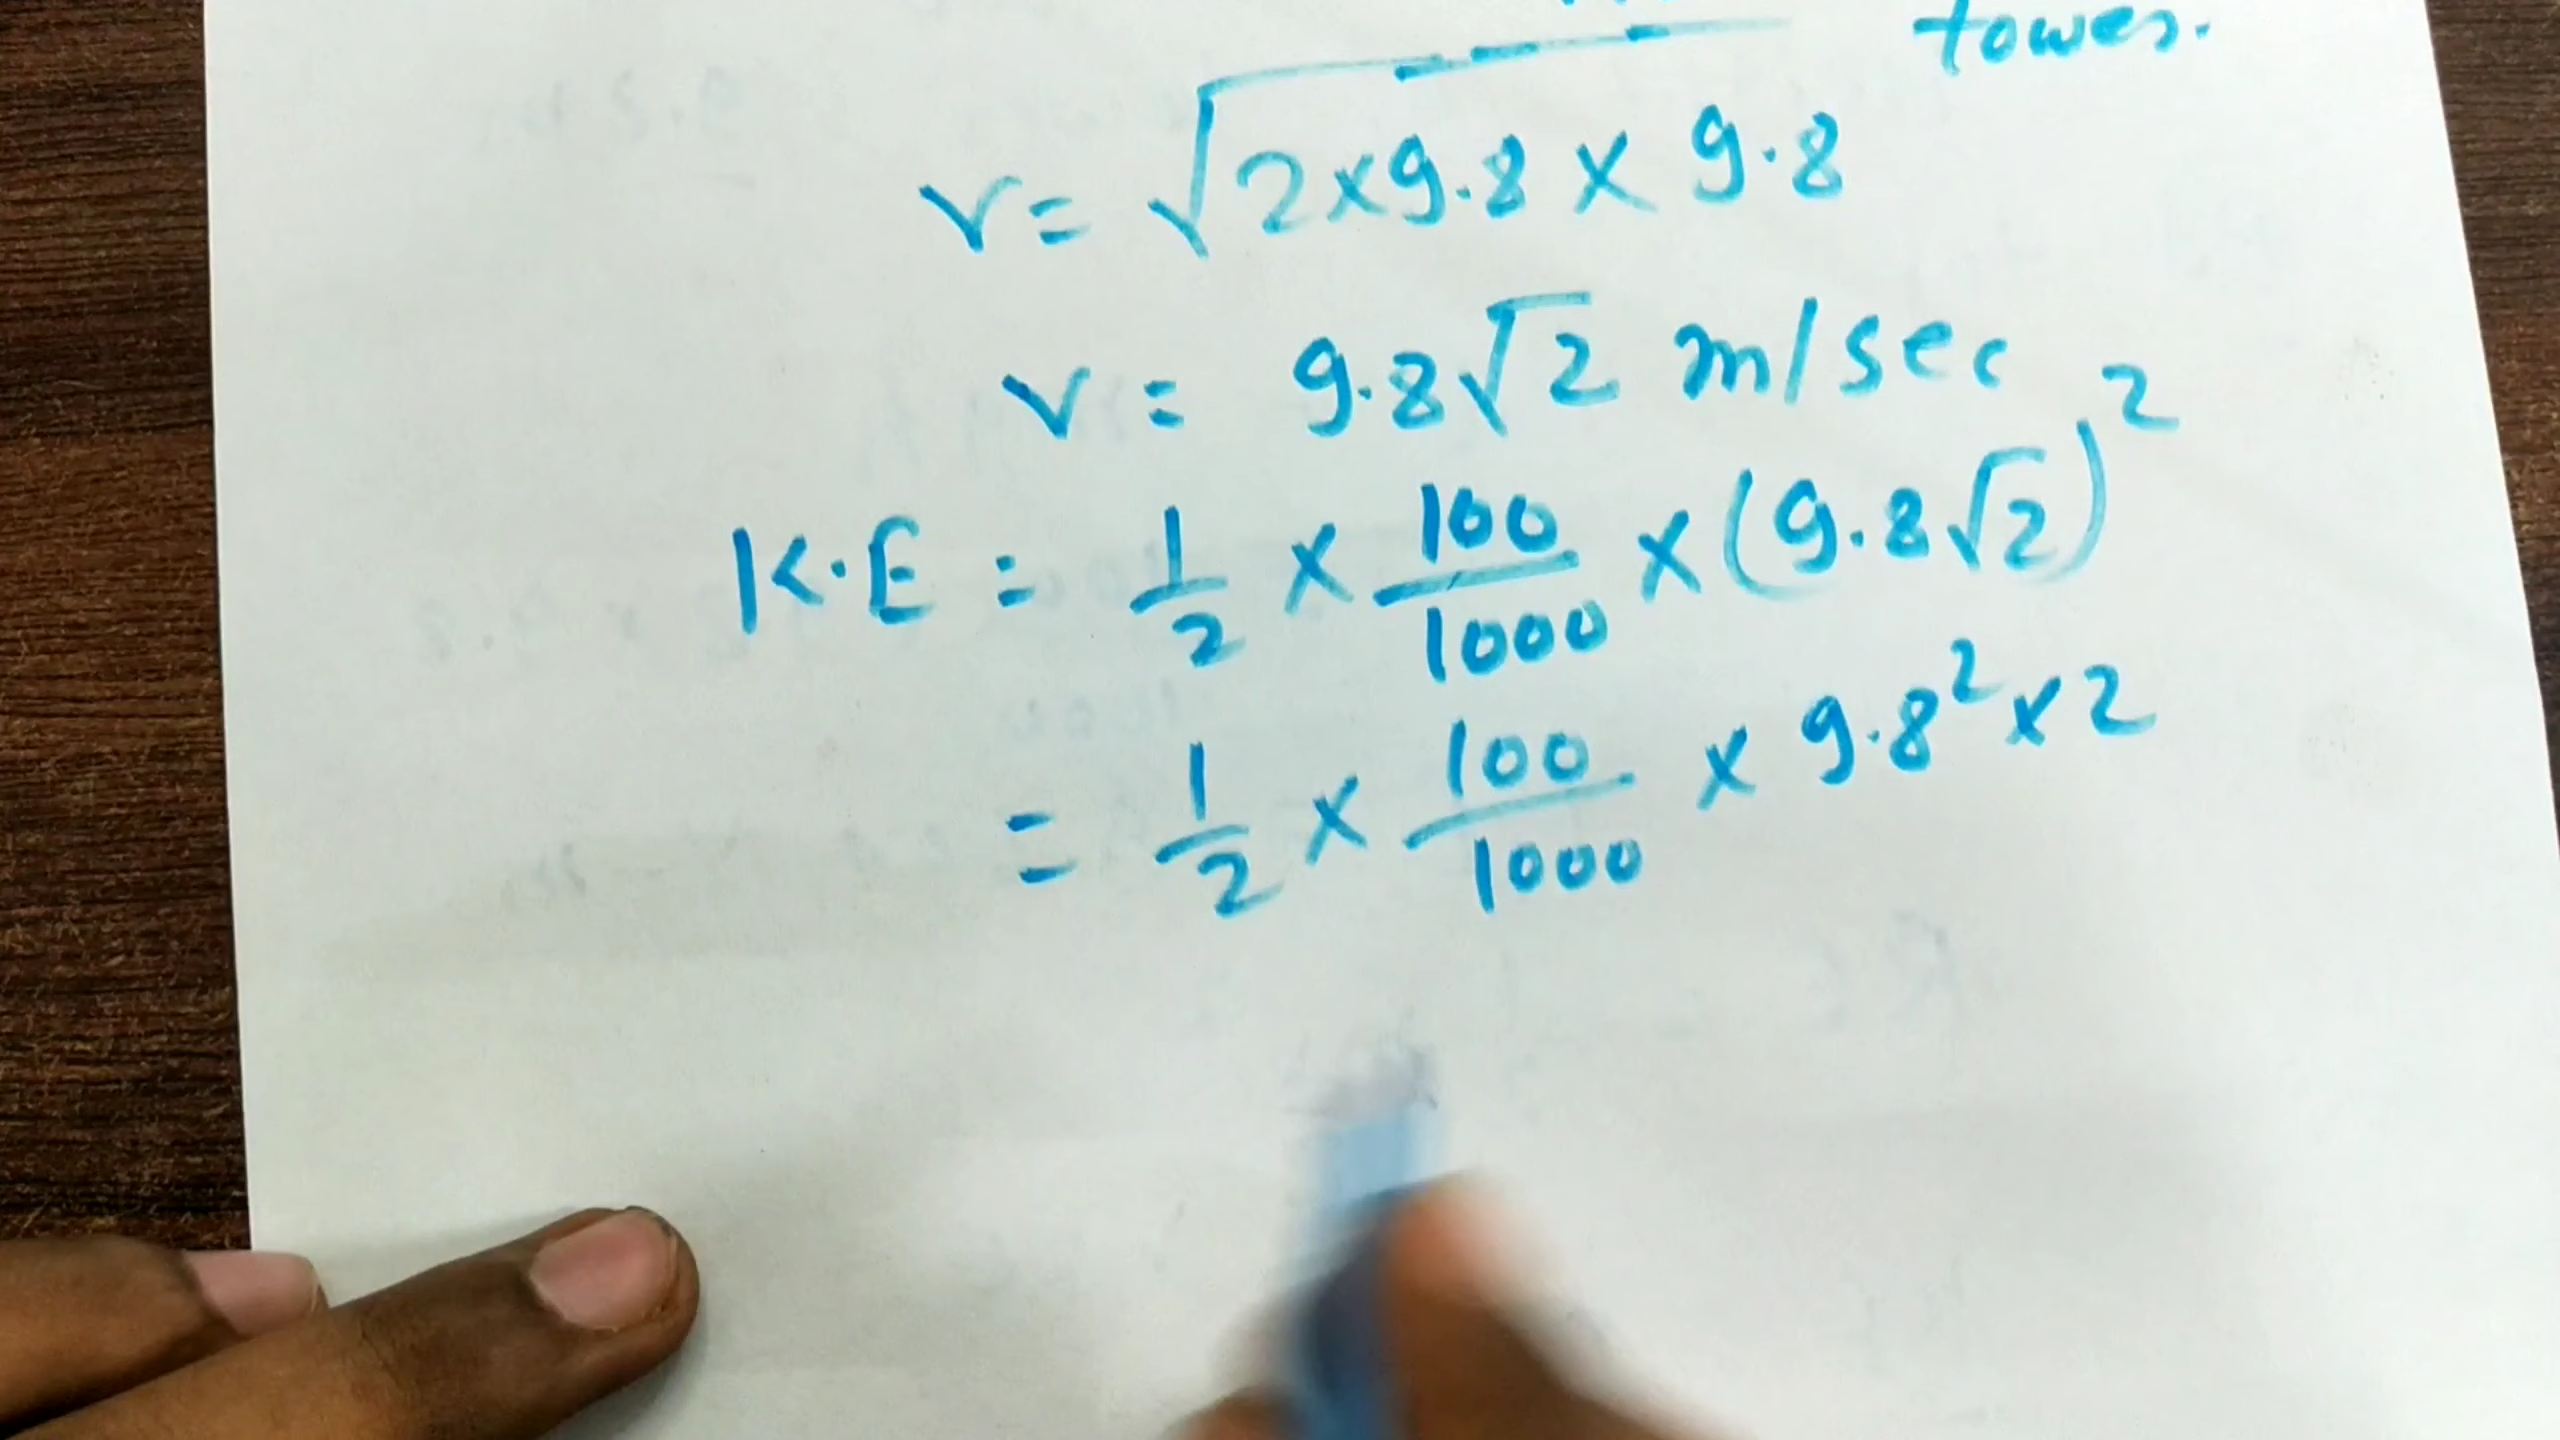 tower.
v = √2×9.8 × 9.8
v = 9.8√2 m/sec
K.E = 1/2 × 100/1000 × (9.8√2)²
= 1/2 × 100/1000 × 9.8² × 2